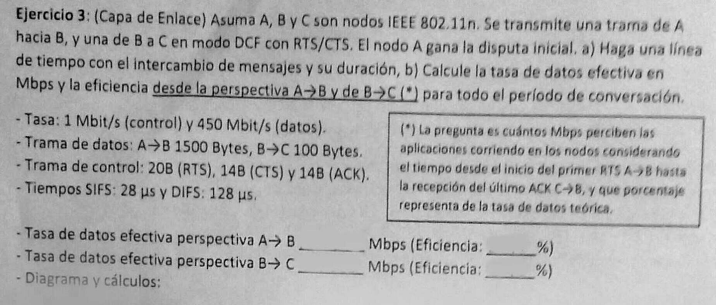 Ejercicio 3: (Capa de Enlace) Asuma A, B y C son nodos IEEE 802.11n. Se transmite una trama de A
hacia B, y una de B a C en modo DCF con RTS/CTS. El nodo A gana la disputa inicial. a) Haga una línea
de tiempo con el intercambio de mensajes y su duración, b) Calcule la tasa de datos efectiva en
Mbps y la eficiencia desde la perspectiva A→B y de B→C (*) para todo el período de conversación.
- Tasa: 1 Mbit/s (control) y 450 Mbit/s (datos).
- Trama de datos: A→B 1500 Bytes, B→C 100 Bytes.
- Trama de control: 20B (RTS), 14B (CTS) y 14B (ACK).
- Tiempos SIFS: 28 µs y DIFS: 128 µs.
(*) La pregunta es cuántos Mbps perciben las
aplicaciones corriendo en los nodos considerando
el tiempo desde el inicio del primer RTS A→B hasta
la recepción del último ACK C→B, y que porcentaje
representa de la tasa de datos teórica.
- Tasa de datos efectiva perspectiva A→ B ________ Mbps (Eficiencia: ______%)
- Tasa de datos efectiva perspectiva B→ C ________ Mbps (Eficiencia: ______%)
- Diagrama y cálculos: